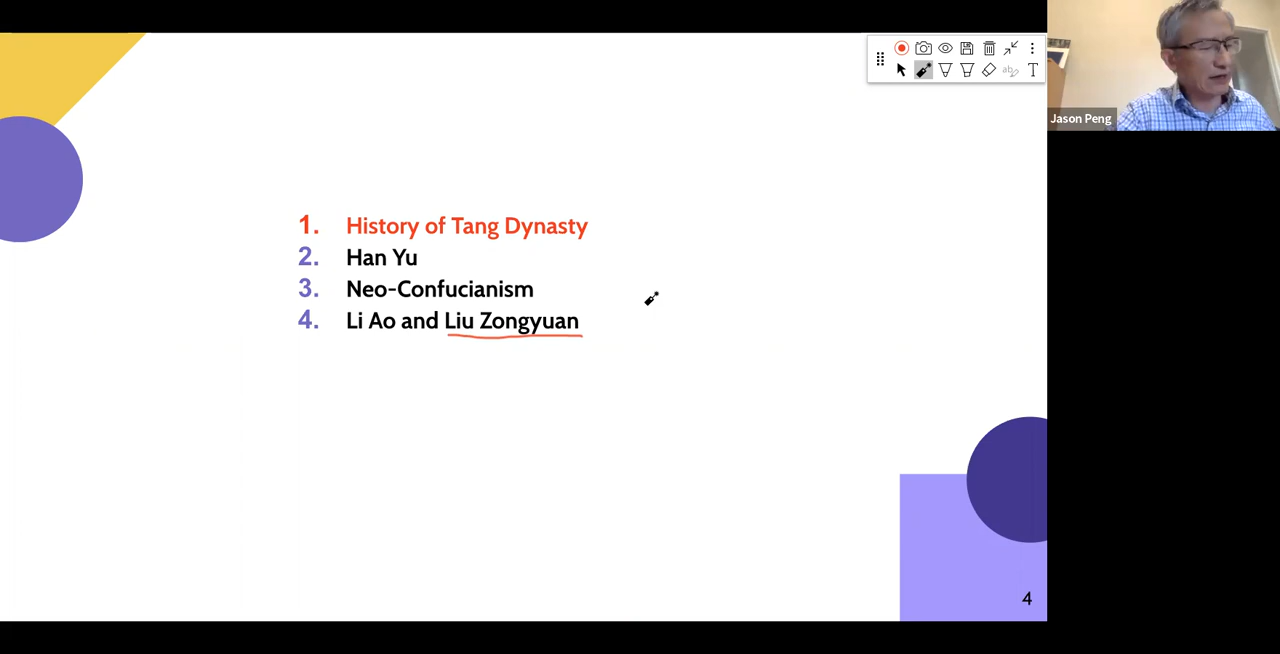 Jason Peng
1. History of Tang Dynasty
2. Han Yu
3. Neo-Confucianism
4. Li Ao and Liu Zongyuan
4
ab
T